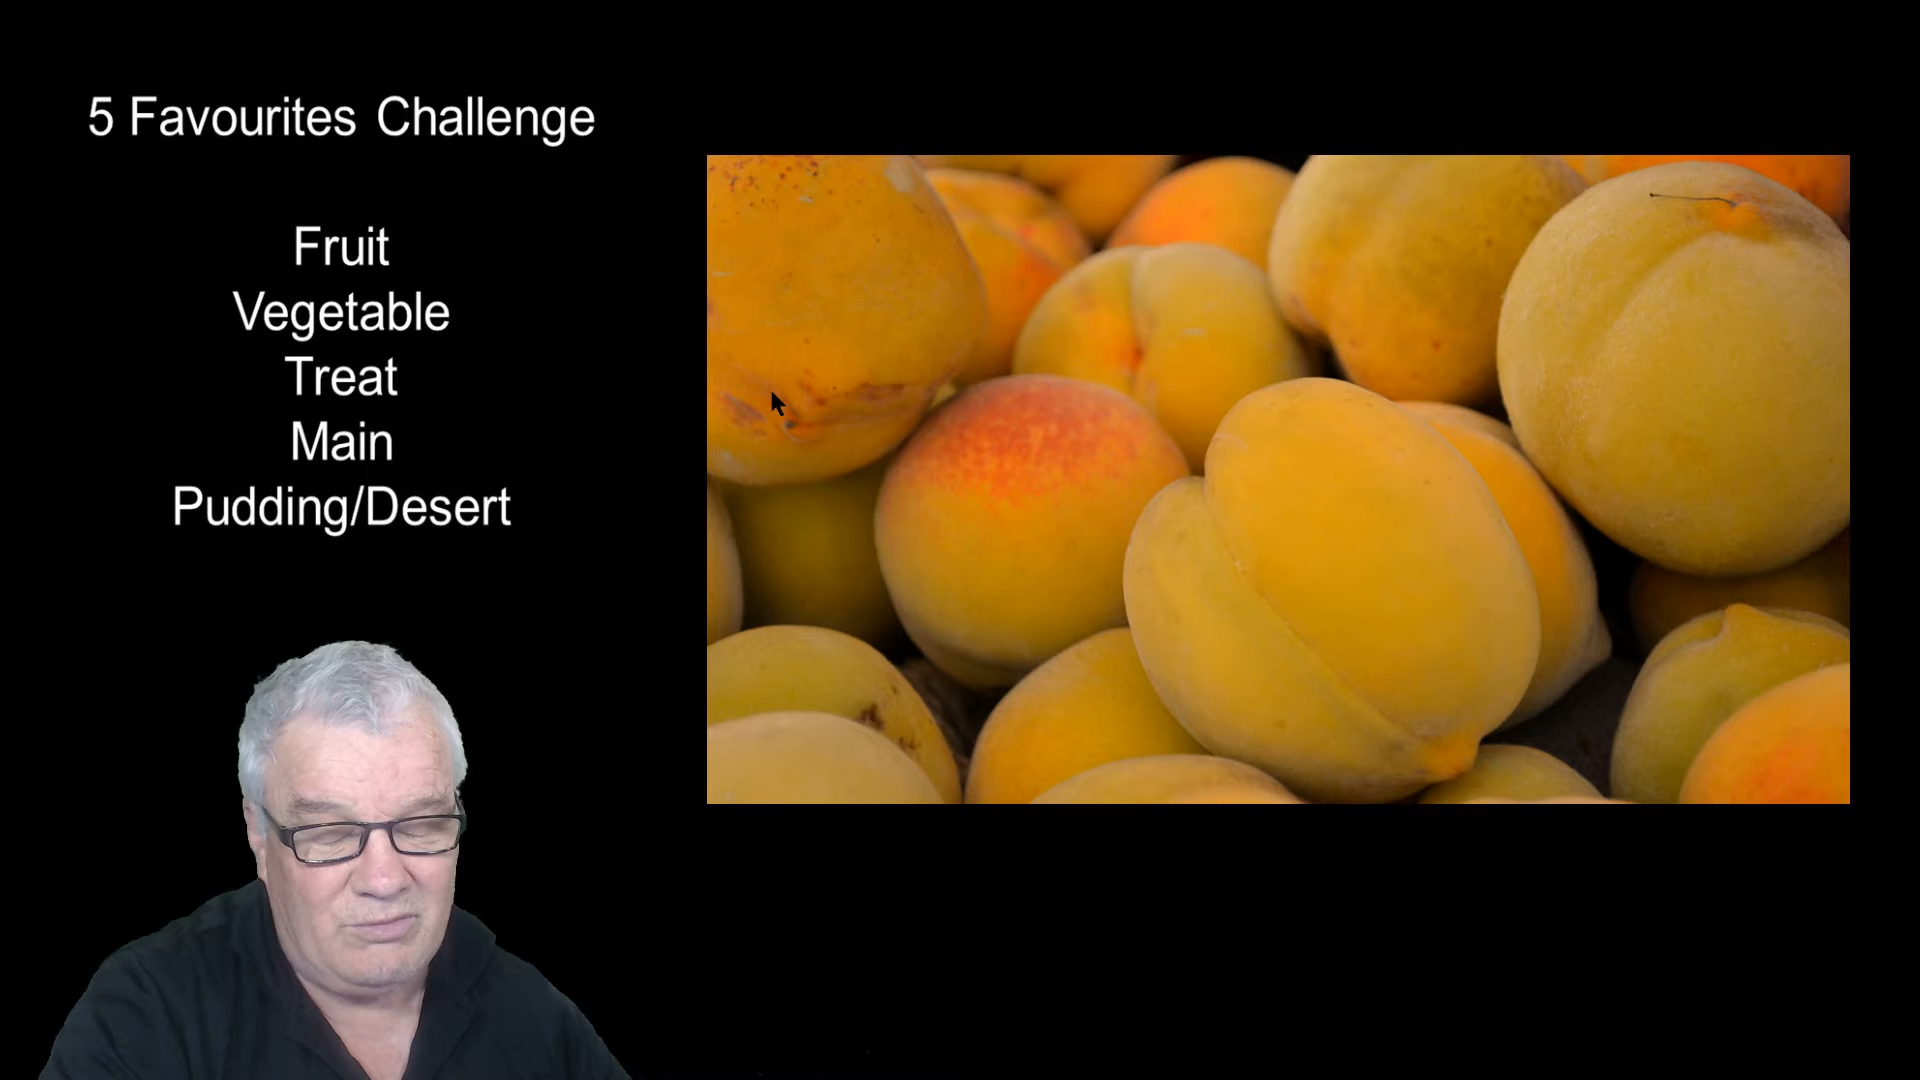 5 Favourites Challenge
Fruit
Vegetable
Treat
Main
Pudding/Desert